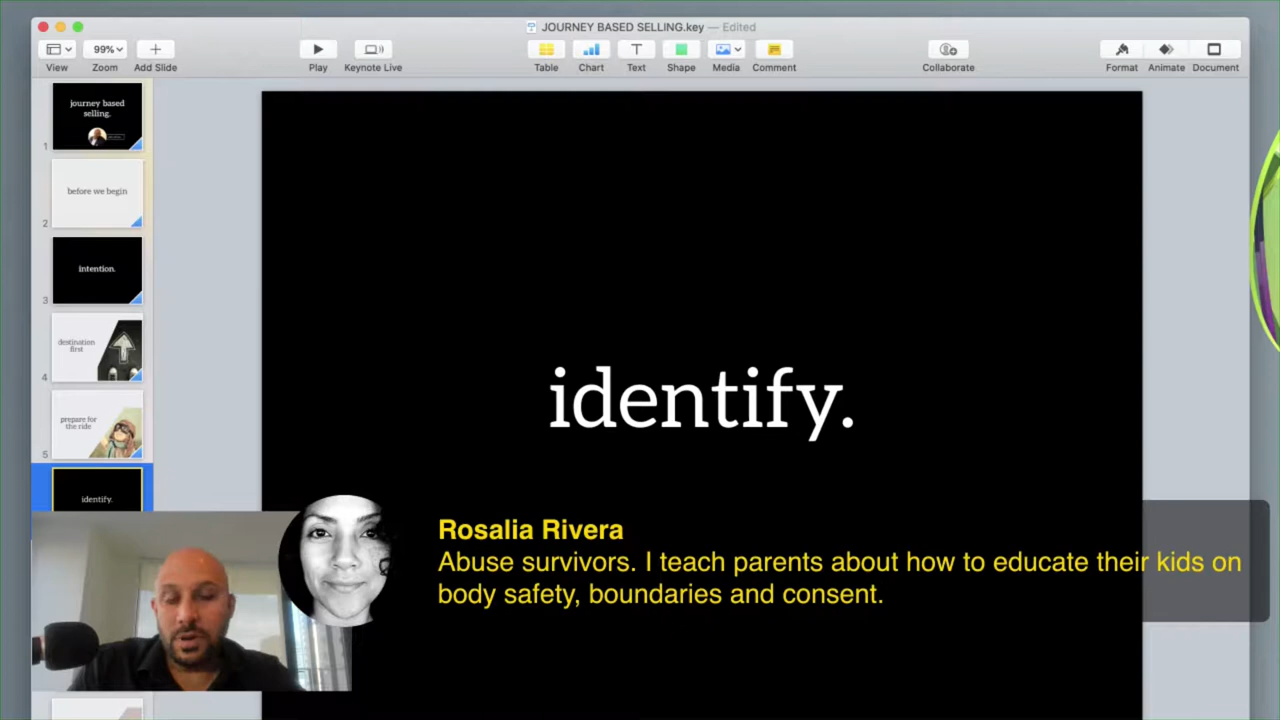 JOURNEY BASED SELLING.key — Edited
99%
View
Zoom
Add Slide
Play
Keynote Live
Table
Chart
Text
Shape
Media
Comment
Collaborate
Format
Animate
Document
journey based
selling.
1
before we begin
2
intention.
3
destination
first
4
prepare for
the ride
5
identify.
identify.
Rosalia Rivera
Abuse survivors. I teach parents about how to educate their kids on
body safety, boundaries and consent.